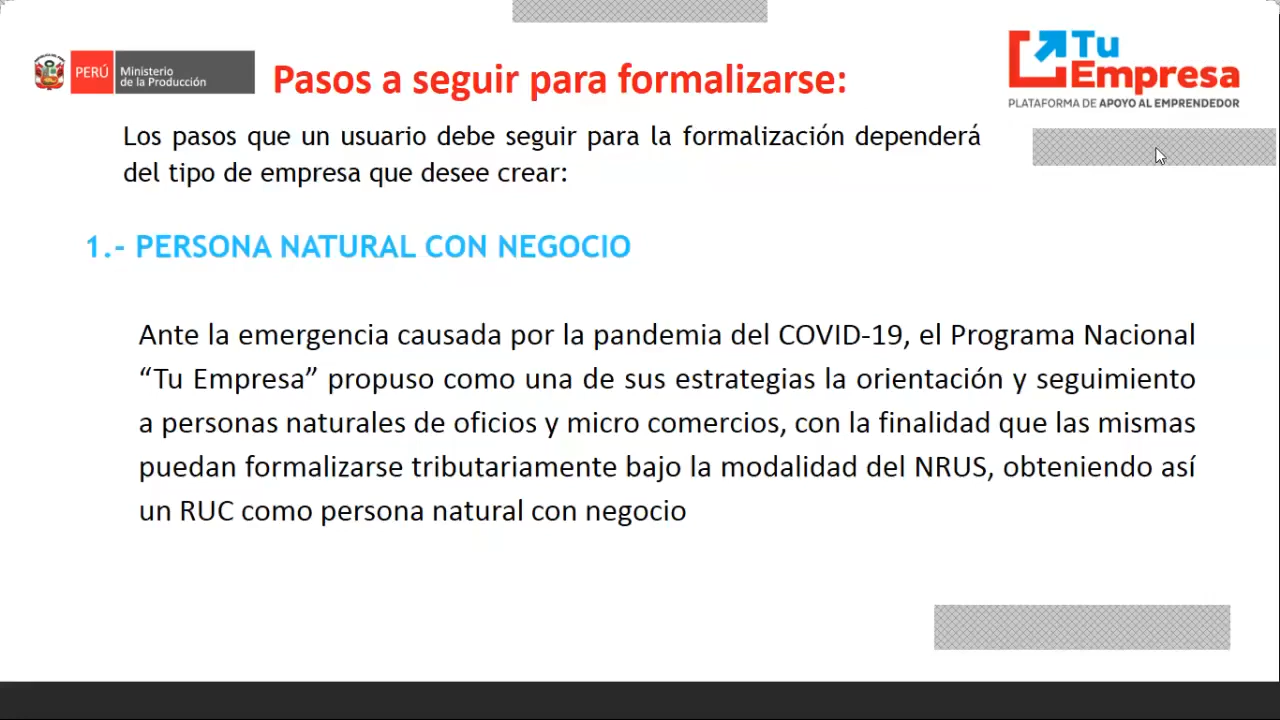 PERÚ
Ministerio
de la Producción
Pasos a seguir para formalizarse:
Tu
Empresa
PLATAFORMA DE APOYO AL EMPRENDEDOR
Los pasos que un usuario debe seguir para la formalización dependerá
del tipo de empresa que desee crear:
1.- PERSONA NATURAL CON NEGOCIO
Ante la emergencia causada por la pandemia del COVID-19, el Programa Nacional
“Tu Empresa” propuso como una de sus estrategias la orientación y seguimiento
a personas naturales de oficios y micro comercios, con la finalidad que las mismas
puedan formalizarse tributariamente bajo la modalidad del NRUS, obteniendo así
un RUC como persona natural con negocio